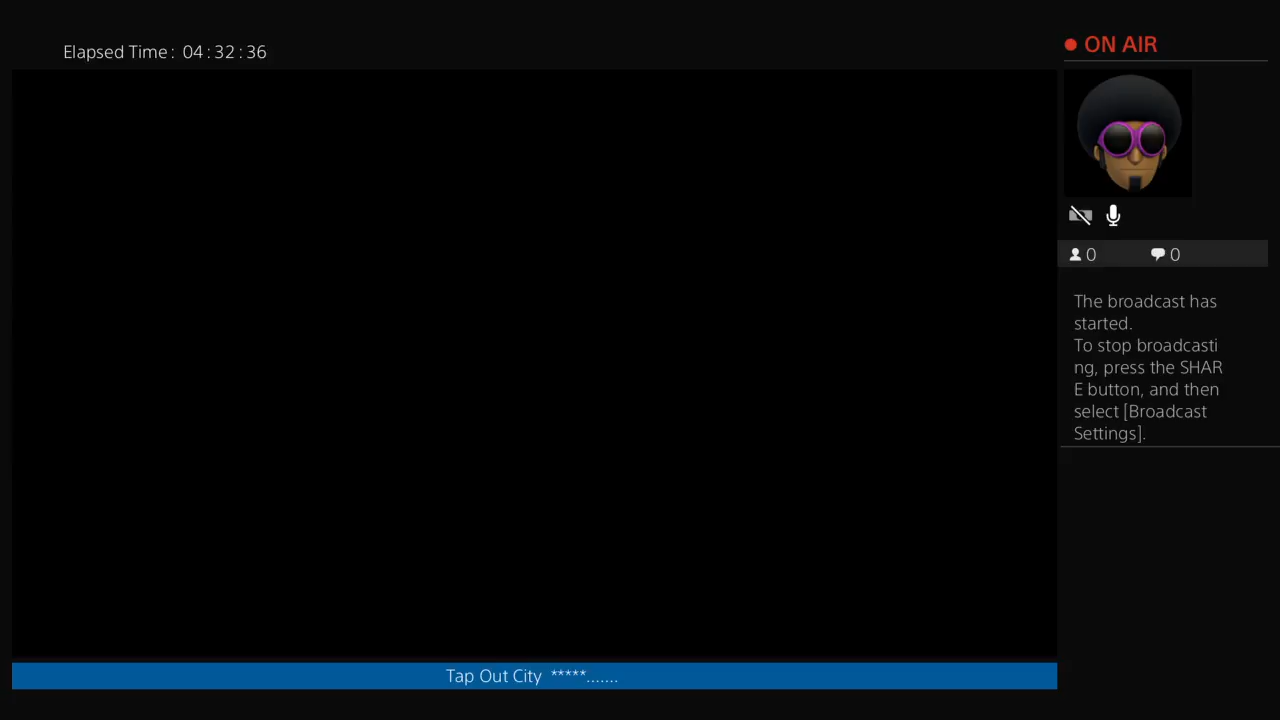 Elapsed Time: 04:32:36
ON AIR
0 0
The broadcast has
started.
To stop broadcasti
ng, press the SHAR
E button, and then
select [Broadcast
Settings].
Tap Out City *****.......